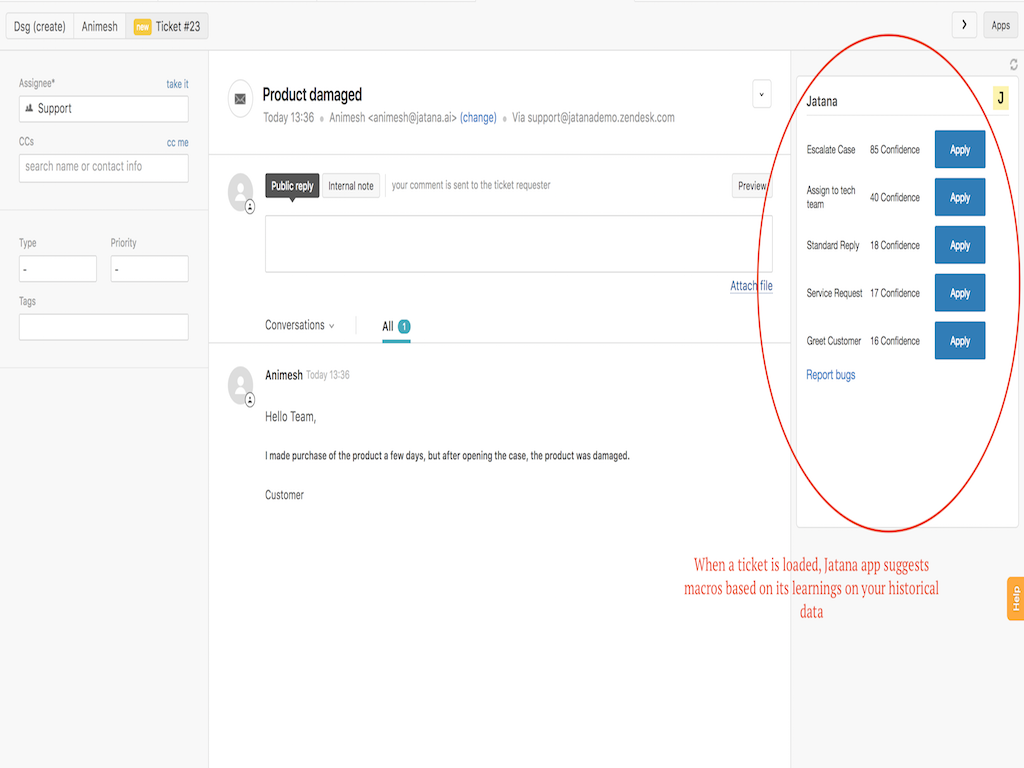 Dsg (create) Animesh new Ticket #23 Apps
Assignee* take it
Support
CCs cc me
search name or contact info
Type Priority
- -
Tags
Product damaged
Today 13:36 Animesh <animesh@jatana.ai> (change) Via support@jatanademo.zendesk.com
Public reply Internal note your comment is sent to the ticket requester Preview
Attach file
Conversations All 1
Animesh Today 13:36
Hello Team,
I made purchase of the product a few days, but after opening the case, the product was damaged.
Customer
Jatana J
Escalate Case 85 Confidence Apply
Assign to tech
team 40 Confidence Apply
Standard Reply 18 Confidence Apply
Service Request 17 Confidence Apply
Greet Customer 16 Confidence Apply
Report bugs
When a ticket is loaded, Jatana app suggests
macros based on its learnings on your historical
data
Help